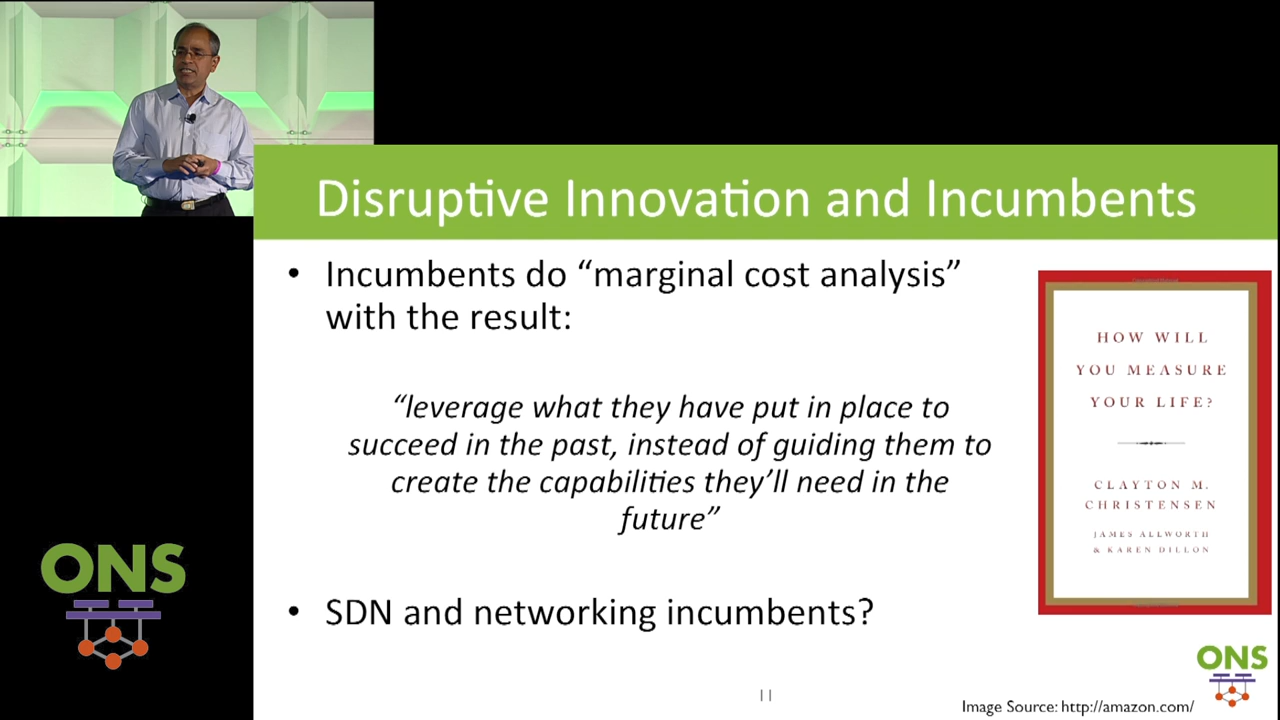 Disruptive Innovation and Incumbents
• Incumbents do “marginal cost analysis”
with the result:
“leverage what they have put in place to
succeed in the past, instead of guiding them to
create the capabilities they’ll need in the
future”
• SDN and networking incumbents?
HOW WILL
YOU MEASURE
YOUR LIFE?
CLAYTON M.
CHRISTENSEN
JAMES ALLWORTH
& KAREN DILLON
ONS
ONS
11
Image Source: http://amazon.com/